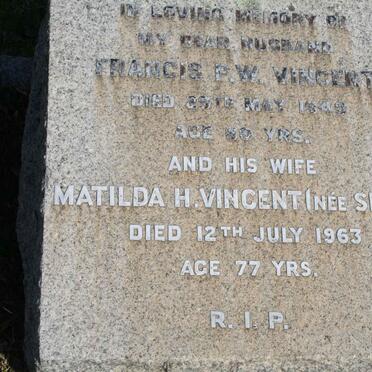 IN LOVING MEMORY OF
MY DEAR HUSBAND
FRANCIS P.W. VINCENT
DIED MAY
AGE YRS.
AND HIS WIFE
MATILDA H. VINCENT (NÉE
DIED 12TH JULY 1963
AGE 77 YRS.
R. I. P.